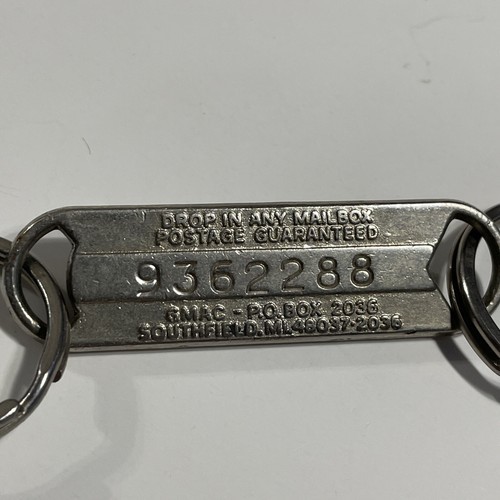 DROP IN ANY MAILBOX
POSTAGE GUARANTEED
9362288
GMAC - P.O. BOX 2036
SOUTHFIELD, MI. 48037-2036